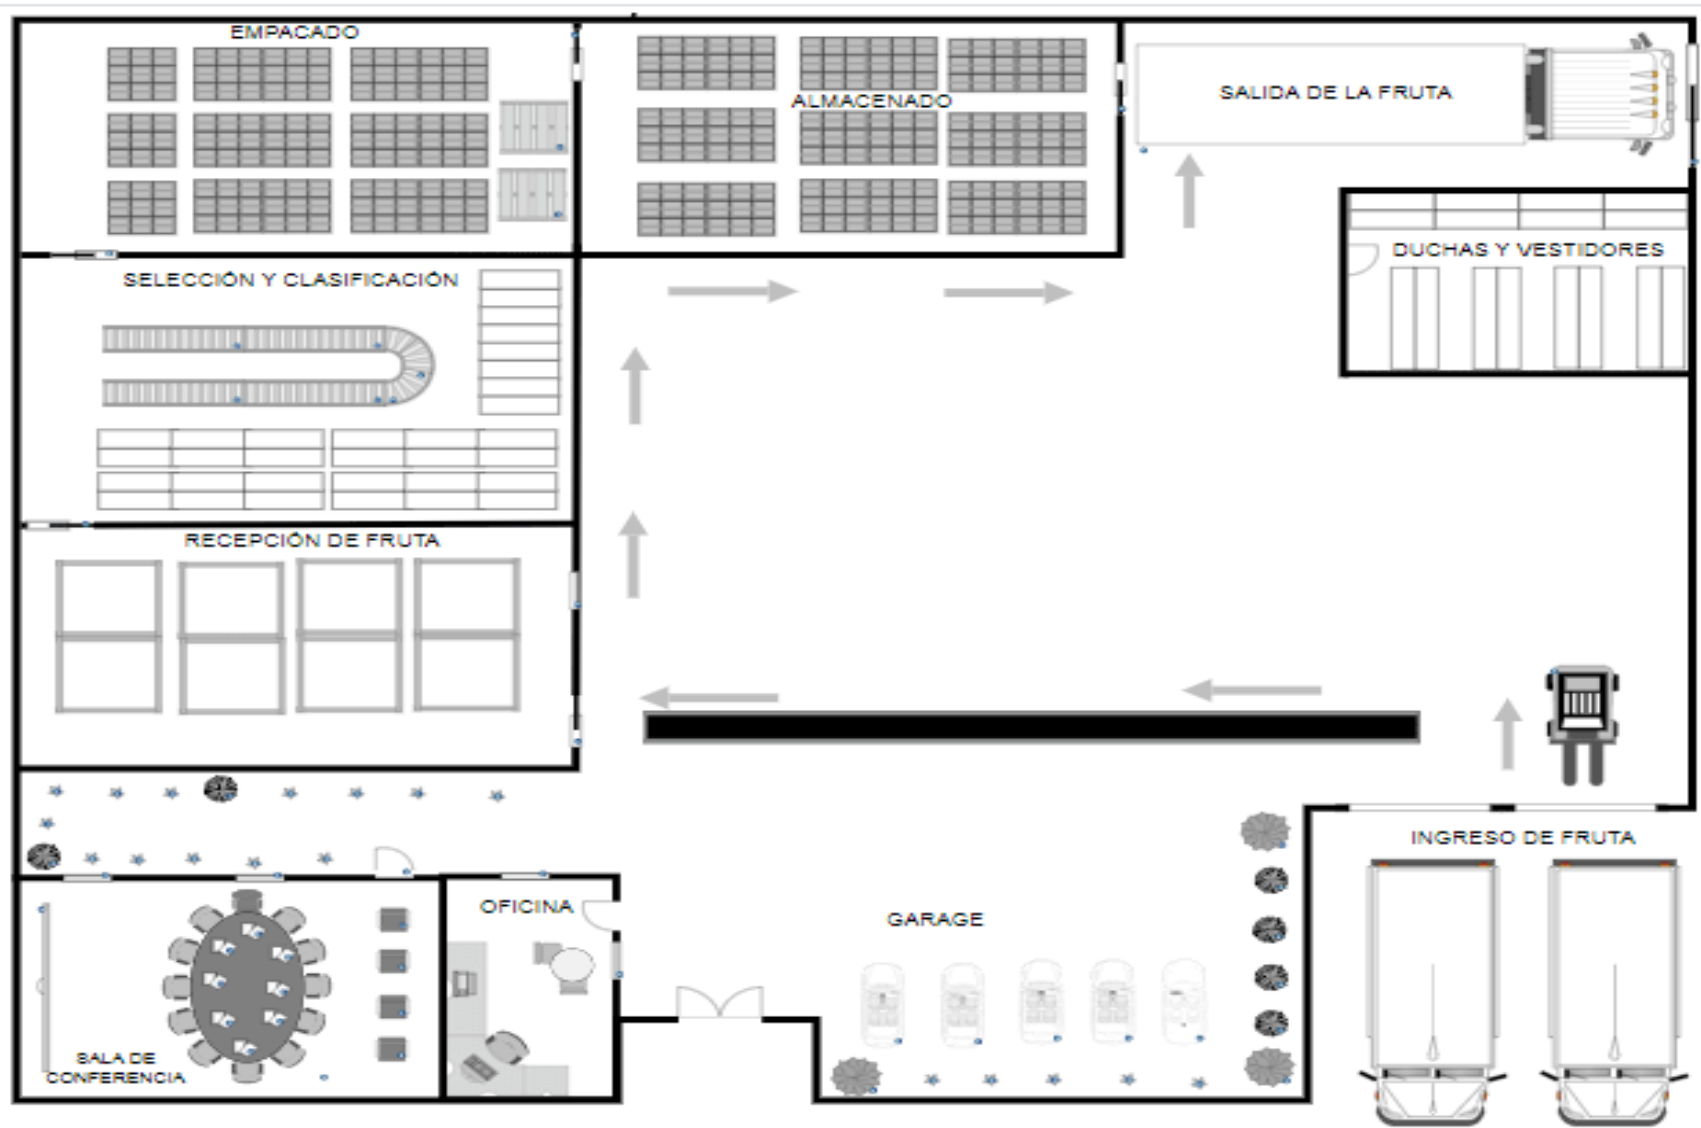 EMPACADO
ALMACENADO
SALIDA DE LA FRUTA
DUCHAS Y VESTIDORES
SELECCIÓN Y CLASIFICACIÓN
RECEPCIÓN DE FRUTA
INGRESO DE FRUTA
OFICINA
GARAGE
SALA DE
CONFERENCIA